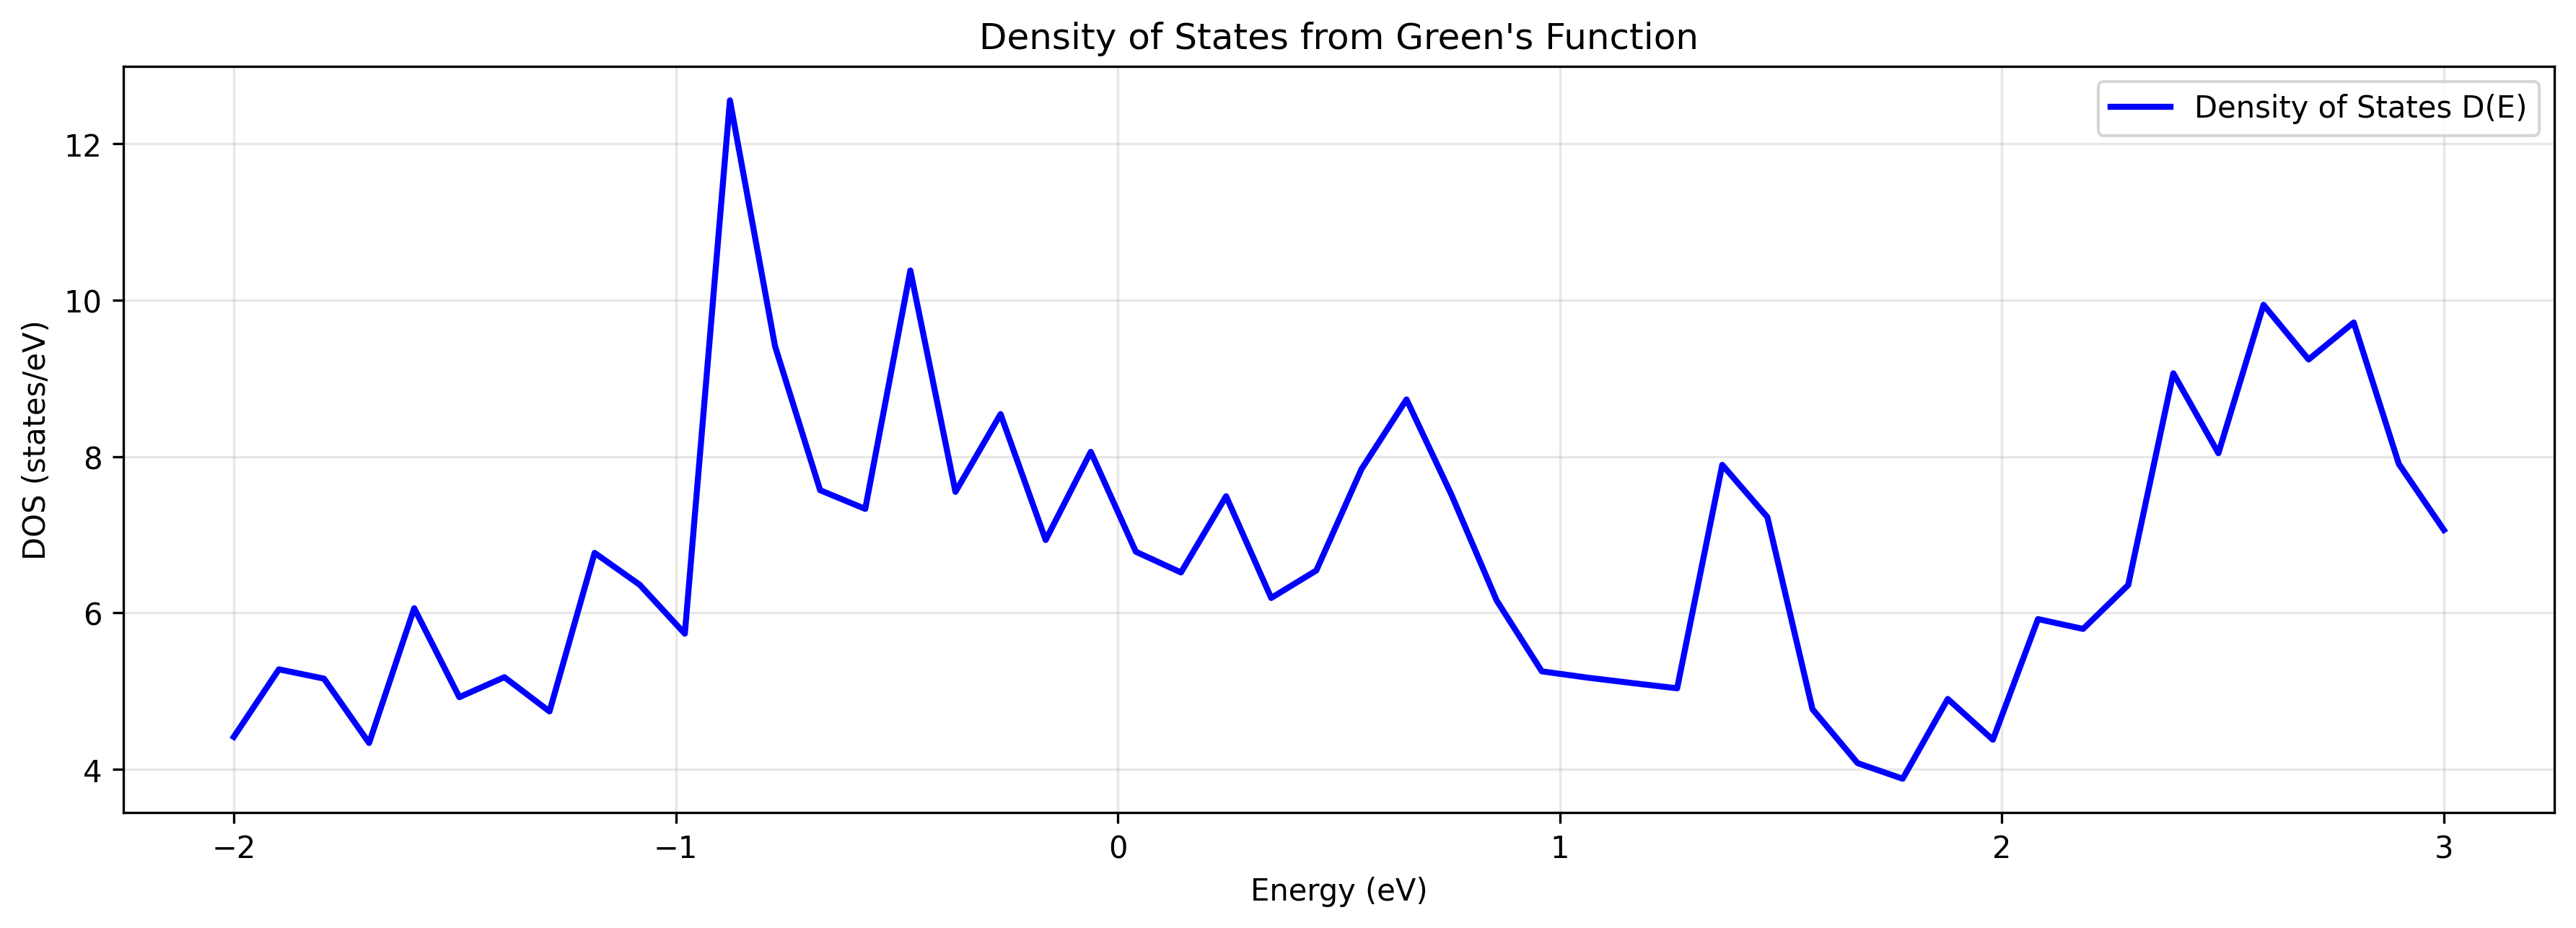 Density of States from Green's Function
Density of States D(E)
DOS (states/eV)
12
10
8
6
4
−2
−1
0
1
2
3
Energy (eV)